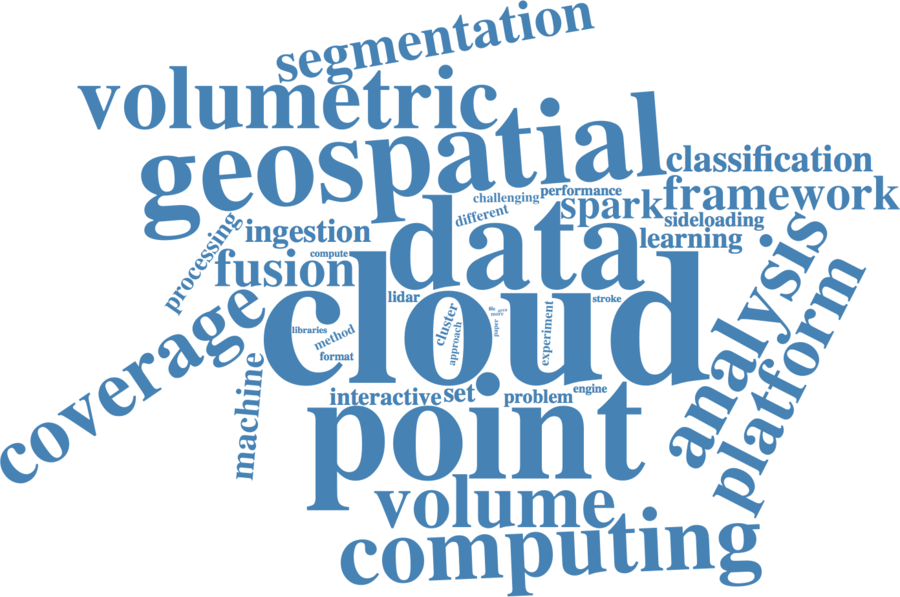 segmentation
volumetric
geospatial
classification
challenging
performance
framework
different
spark
sideloading
data
processing
ingestion
learning
compute
fusion
analysis
platform
coverage
cloud
lidar
stroke
cluster
approach
paper
experiment
libraries
method
format
machine
interactive
set
problem
engine
point
volume
computing